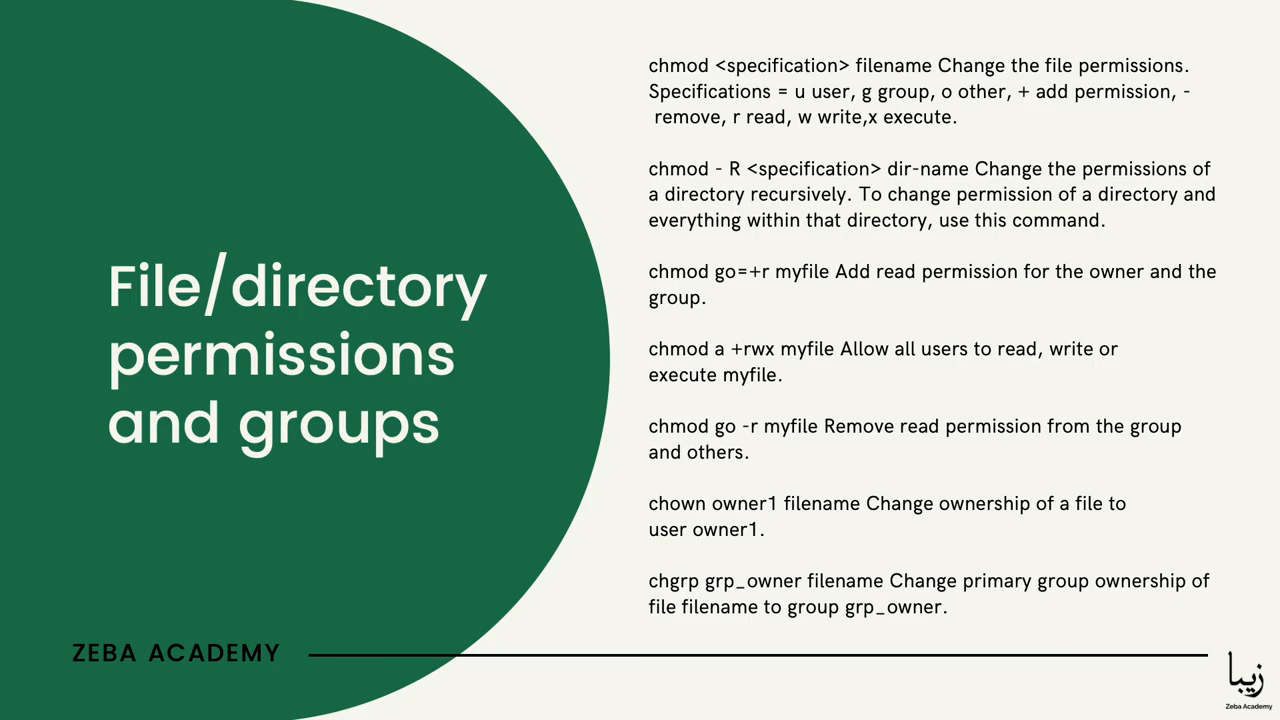 File/directory
permissions
and groups
chmod <specification> filename Change the file permissions.
Specifications = u user, g group, o other, + add permission, -
remove, r read, w write,x execute.
chmod - R <specification> dir-name Change the permissions of
a directory recursively. To change permission of a directory and
everything within that directory, use this command.
chmod go=+r myfile Add read permission for the owner and the
group.
chmod a +rwx myfile Allow all users to read, write or
execute myfile.
chmod go -r myfile Remove read permission from the group
and others.
chown owner1 filename Change ownership of a file to
user owner1.
chgrp grp_owner filename Change primary group ownership of
file filename to group grp_owner.
ZEBA ACADEMY
زيبا
Zeba Academy